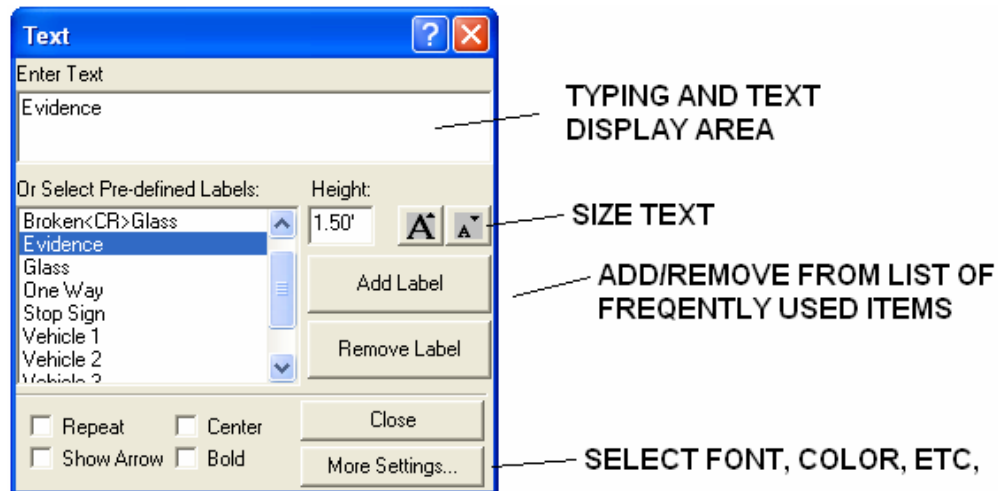 Text
Enter Text
Evidence
TYPING AND TEXT
DISPLAY AREA
Or Select Pre-defined Labels:
Height:
Broken<CR>Glass
Evidence
Glass
One Way
Stop Sign
Vehicle 1
Vehicle 2
Vehicle 3
1.50'
A A
SIZE TEXT
Add Label
Remove Label
ADD/REMOVE FROM LIST OF
FREQENTLY USED ITEMS
Repeat
Center
Show Arrow
Bold
Close
More Settings...
SELECT FONT, COLOR, ETC,